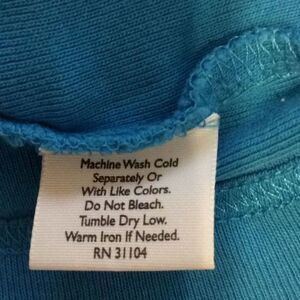 Machine Wash Cold
Separately Or
With Like Colors.
Do Not Bleach.
Tumble Dry Low.
Warm Iron If Needed.
RN 31104